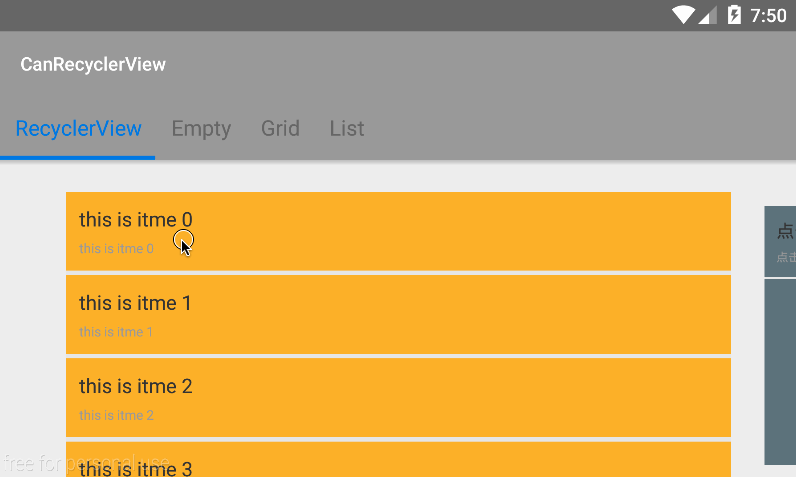 7:50
CanRecyclerView
RecyclerView Empty Grid List
this is itme 0
this is itme 0
this is itme 1
this is itme 1
this is itme 2
this is itme 2
this is itme 3
点
点击
free for personal use